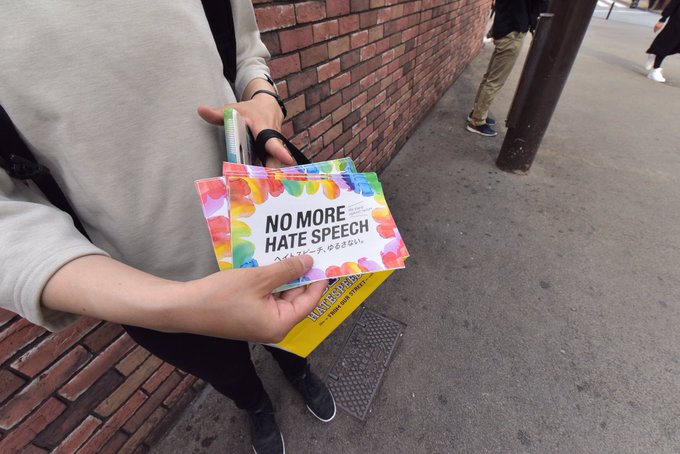 NO MORE
HATE SPEECH
ヘイトスピーチ、ゆるさない。
HATESPEE
FROM OUR STREET